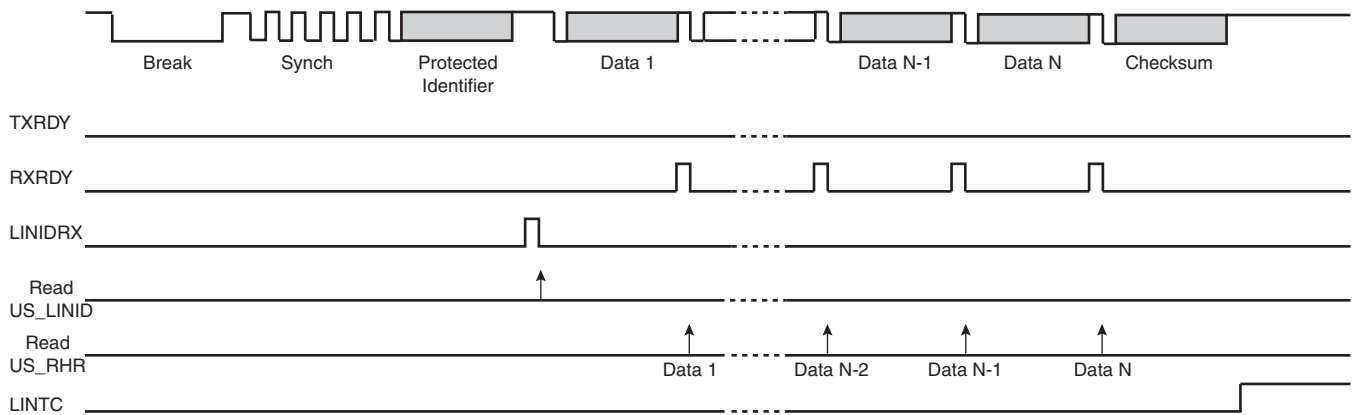 Break Synch Protected Identifier Data 1 Data N-1 Data N Checksum
TXRDY
RXRDY
LINIDRX
Read
US_LINID
Read
US_RHR
Data 1 Data N-2 Data N-1 Data N
LINTC